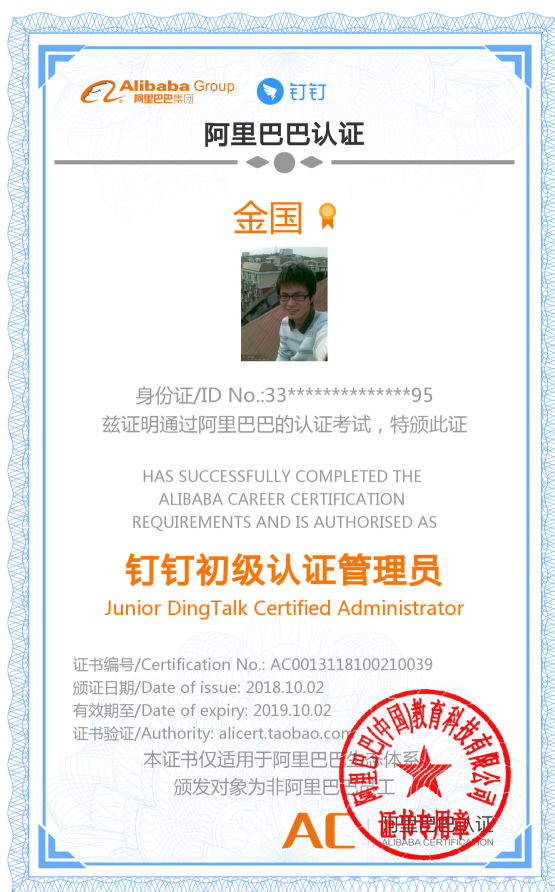 Alibaba Group
阿里巴巴集团
钉钉
阿里巴巴认证
金国
身份证/ID No.:33**************95
兹证明通过阿里巴巴的认证考试，特颁此证
HAS SUCCESSFULLY COMPLETED THE
ALIBABA CAREER CERTIFICATION
REQUIREMENTS AND IS AUTHORISED AS
钉钉初级认证管理员
Junior DingTalk Certified Administrator
证书编号/Certification No.: AC0013118100210039
颁证日期/Date of issue: 2018.10.02
有效期至/Date of expiry: 2019.10.02
证书验证/Authority: alicert.taobao.com
本证书仅适用于阿里巴巴生态体系
颁发对象为非阿里巴巴员工
阿里巴巴(中国)教育科技有限公司
证书专用章
AC
阿里巴巴认证
ALIBABA CERTIFICATION